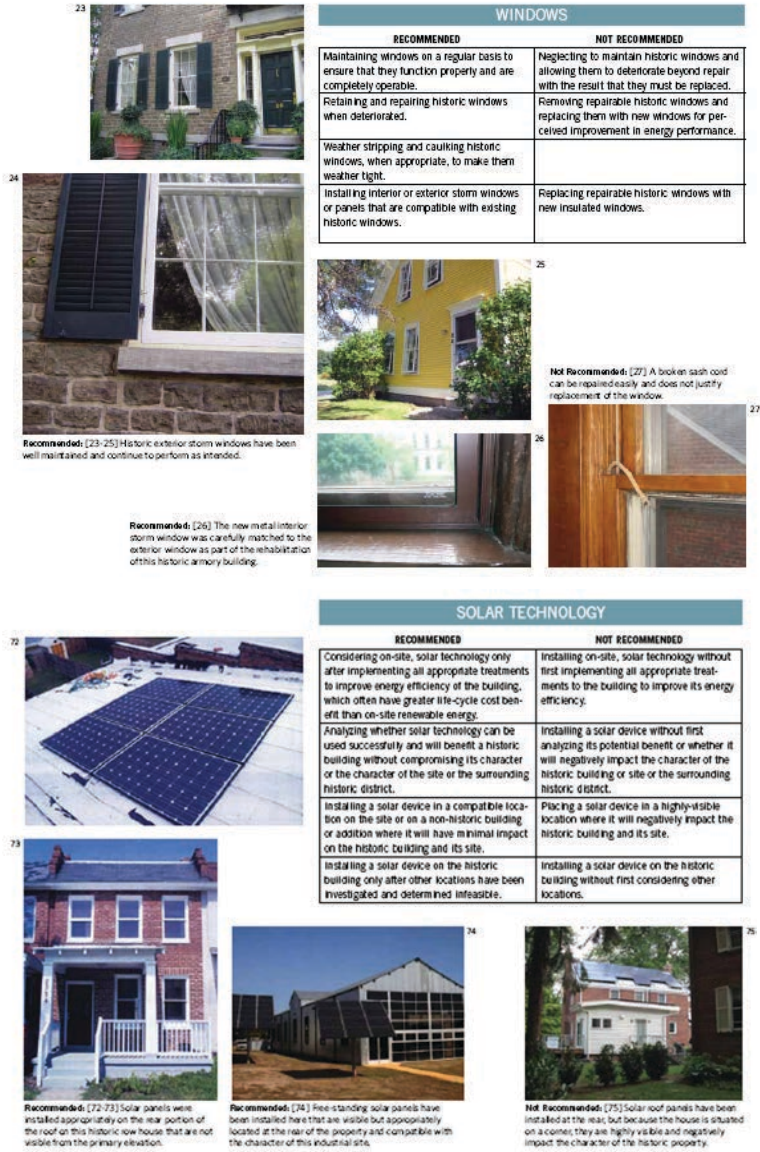 23
WINDOWS
RECOMMENDED
NOT RECOMMENDED
Maintaining windows on a regular basis to
ensure that they function properly and are
completely operable.
Neglecting to maintain historic windows and
allowing them to deteriorate beyond repair
with the result that they must be replaced.
Retaining and repairing historic windows
when deteriorated.
Removing repairable historic windows and
replacing them with new windows for per-
ceived improvement in energy performance.
Weather stripping and caulking historic
windows, when appropriate, to make them
weather tight.
Installing interior or exterior storm windows
or panels that are compatible with existing
historic windows.
Replacing repairable historic windows with
new insulated windows.
24
25
Recommended: [23-25] Historic exterior storm windows have been
well maintained and continue to perform as intended.
Not Recommended: [27] A broken sash cord
can be repaired easily and does not justify
replacement of the window.
26
27
Recommended: [26] The new metal interior
storm window was carefully matched to the
exterior window as part of the rehabilitation
of this historic armory building.
SOLAR TECHNOLOGY
RECOMMENDED
NOT RECOMMENDED
Considering on-site, solar technology only
after implementing all appropriate treatments
to improve energy efficiency of the building,
which often have greater life-cycle cost ben-
efit than on-site renewable energy.
Installing on-site, solar technology without
first implementing all appropriate treat-
ments to the building to improve its energy
efficiency.
Analyzing whether solar technology can be
used successfully and will benefit a historic
building without compromising its character
or the character of the site or the surrounding
historic district.
Installing a solar device without first
analyzing its potential benefit or whether it
will negatively impact the character of the
historic building or site or the surrounding
historic district.
Installing a solar device in a compatible loca-
tion on the site or on a non-historic building
or addition where it will have minimal impact
on the historic building and its site.
Placing a solar device in a highly-visible
location where it will negatively impact the
historic building and its site.
Installing a solar device on the historic
building only after other locations have been
investigated and determined infeasible.
Installing a solar device on the historic
building without first considering other
locations.
72
73
74
75
Recommended: [72-73] Solar panels were
installed appropriately on the rear portion of
the roof on this historic row house that are not
visible from the primary elevation.
Recommended: [74] Free-standing solar panels have
been installed here that are visible but appropriately
located at the rear of the property and compatible with
the character of this industrial site.
Not Recommended: [75] Solar roof panels have been
installed at the rear, but because the house is situated
on a corner, they are highly visible and negatively
impact the character of the historic property.